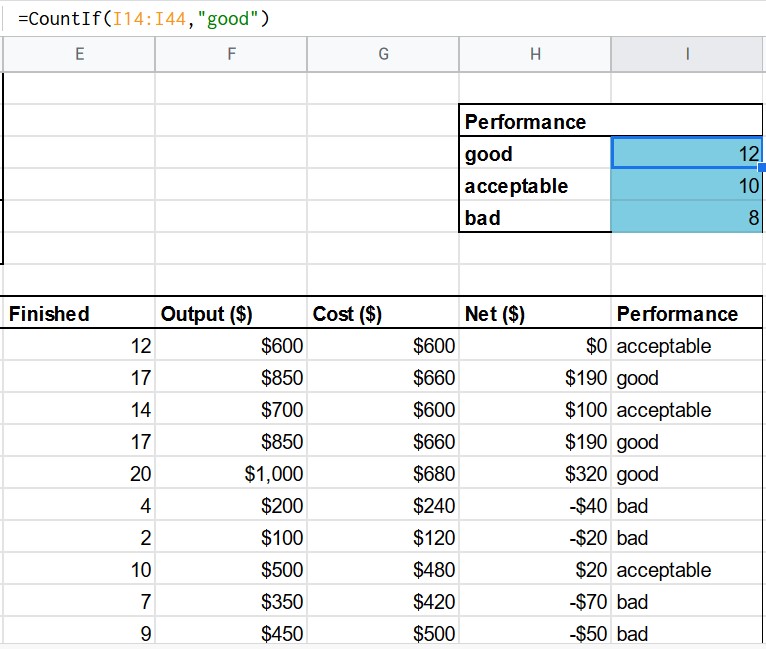 =CountIf(I14:I44,"good")
E F G H I
Performance
good 12
acceptable 10
bad 8
Finished Output ($) Cost ($) Net ($) Performance
12 $600 $600 $0 acceptable
17 $850 $660 $190 good
14 $700 $600 $100 acceptable
17 $850 $660 $190 good
20 $1,000 $680 $320 good
4 $200 $240 -$40 bad
2 $100 $120 -$20 bad
10 $500 $480 $20 acceptable
7 $350 $420 -$70 bad
9 $450 $500 -$50 bad